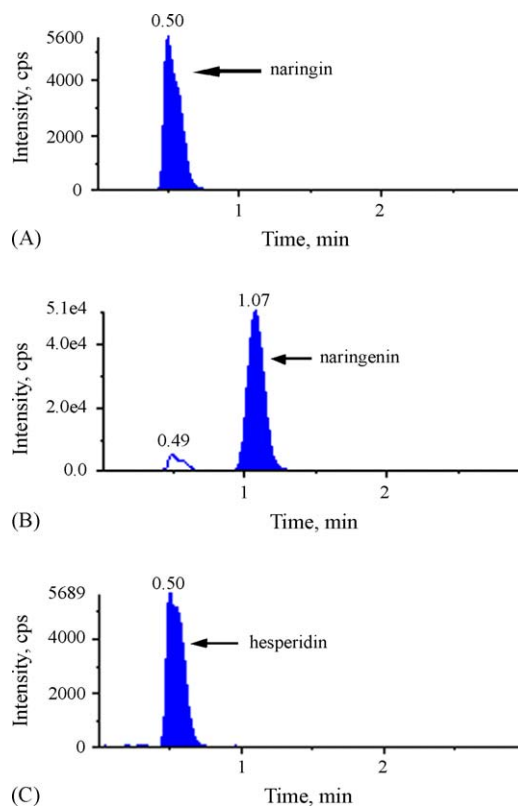 0.50
5600
4000
2000
0
naringin
Intensity, cps
1 2
Time, min
(A)
1.07
5.1e4
4.0e4
2.0e4
0.0
0.49
naringenin
Intensity, cps
1 2
Time, min
(B)
0.50
5689
4000
2000
0
hesperidin
Intensity, cps
1 2
Time, min
(C)